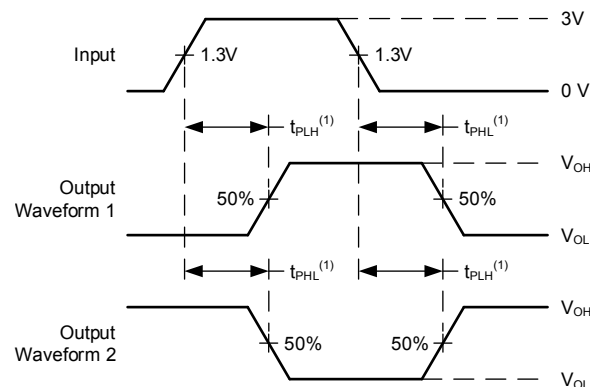 3V
Input
1.3V
1.3V
0 V
tPLH(1)
tPHL(1)
VOH
Output
Waveform 1
50%
50%
VOL
tPHL(1)
tPLH(1)
VOH
Output
Waveform 2
50%
50%
VOL